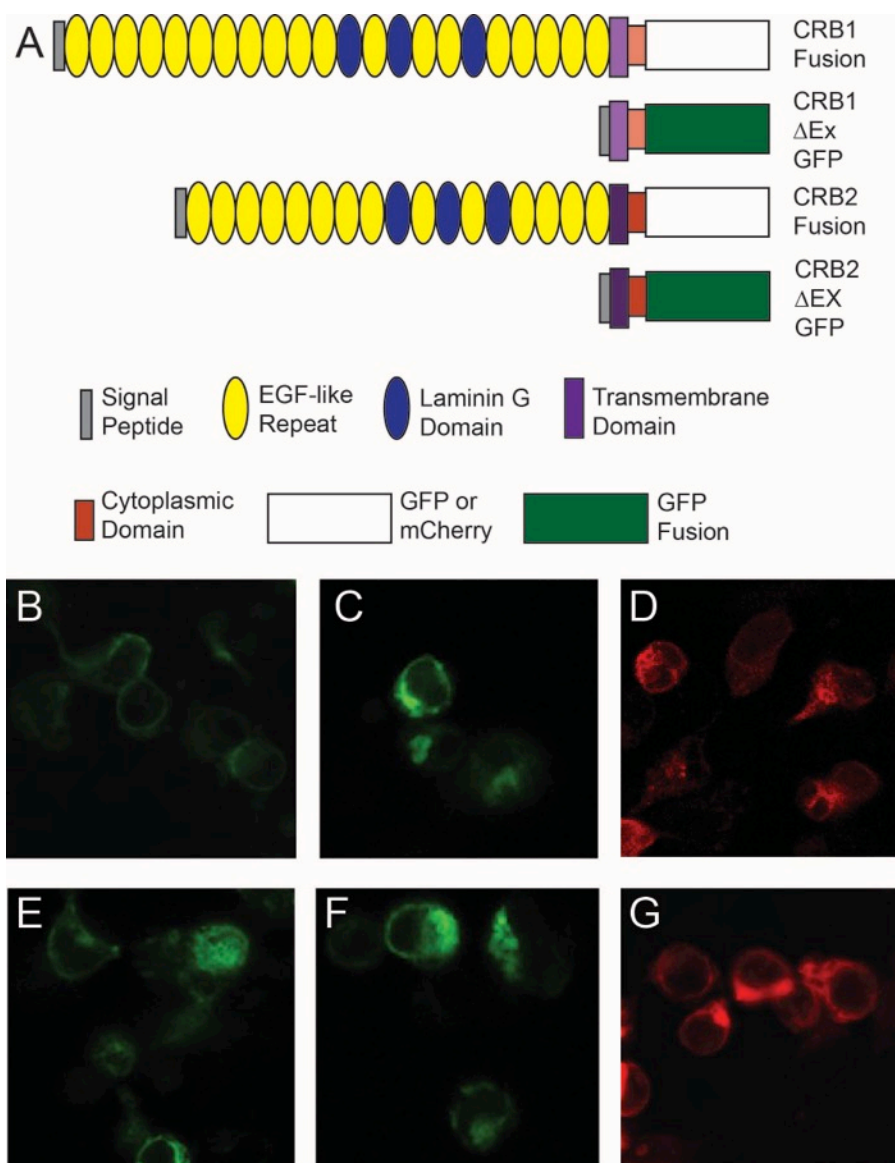 A
CRB1
Fusion
CRB1
ΔEx
GFP
CRB2
Fusion
CRB2
ΔEX
GFP
Signal
Peptide
EGF-like
Repeat
Laminin G
Domain
Transmembrane
Domain
Cytoplasmic
Domain
GFP or
mCherry
GFP
Fusion
B
C
D
E
F
G